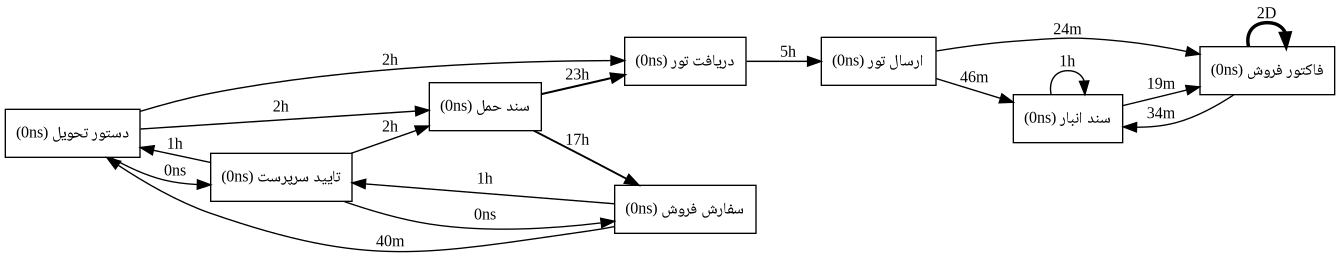 2D
24m
فاکتور فروش (0ns)
2h
دریافت تور (0ns)
5h
ارسال تور (0ns)
23h
1h
46m
19m
سند حمل (0ns)
2h
34m
سند انبار (0ns)
دستور تحویل (0ns)
2h
1h
17h
0ns
تایید سرپرست (0ns)
1h
سفارش فروش (0ns)
0ns
40m